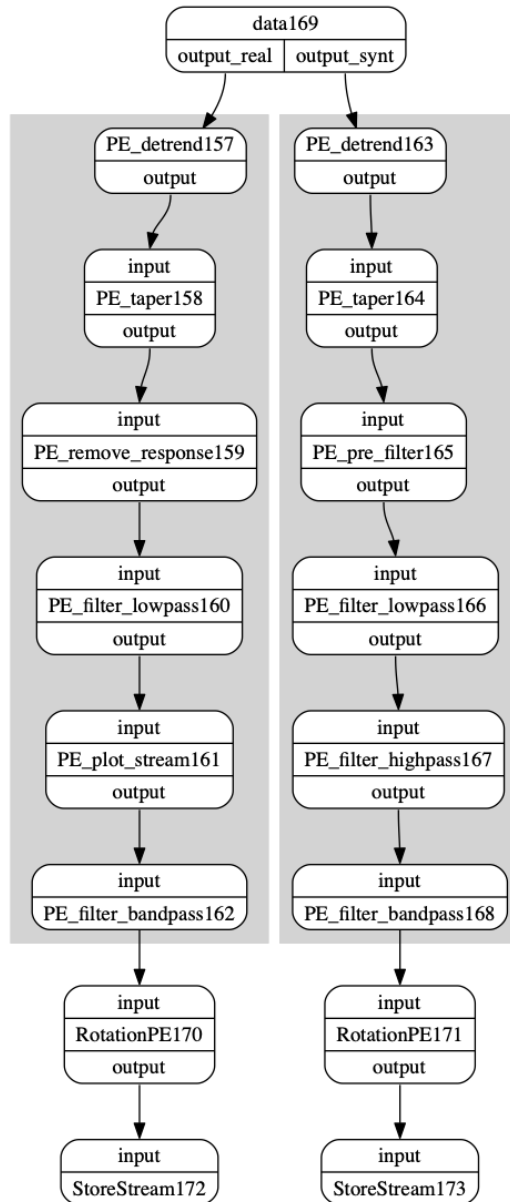 data169
output_real
output_synt
PE_detrend157
output
input
PE_taper158
output
input
PE_remove_response159
output
input
PE_filter_lowpass160
output
input
PE_plot_stream161
output
input
PE_filter_bandpass162
input
RotationPE170
output
input
StoreStream172
PE_detrend163
output
input
PE_taper164
output
input
PE_pre_filter165
output
input
PE_filter_lowpass166
output
input
PE_filter_highpass167
output
input
PE_filter_bandpass168
input
RotationPE171
output
input
StoreStream173